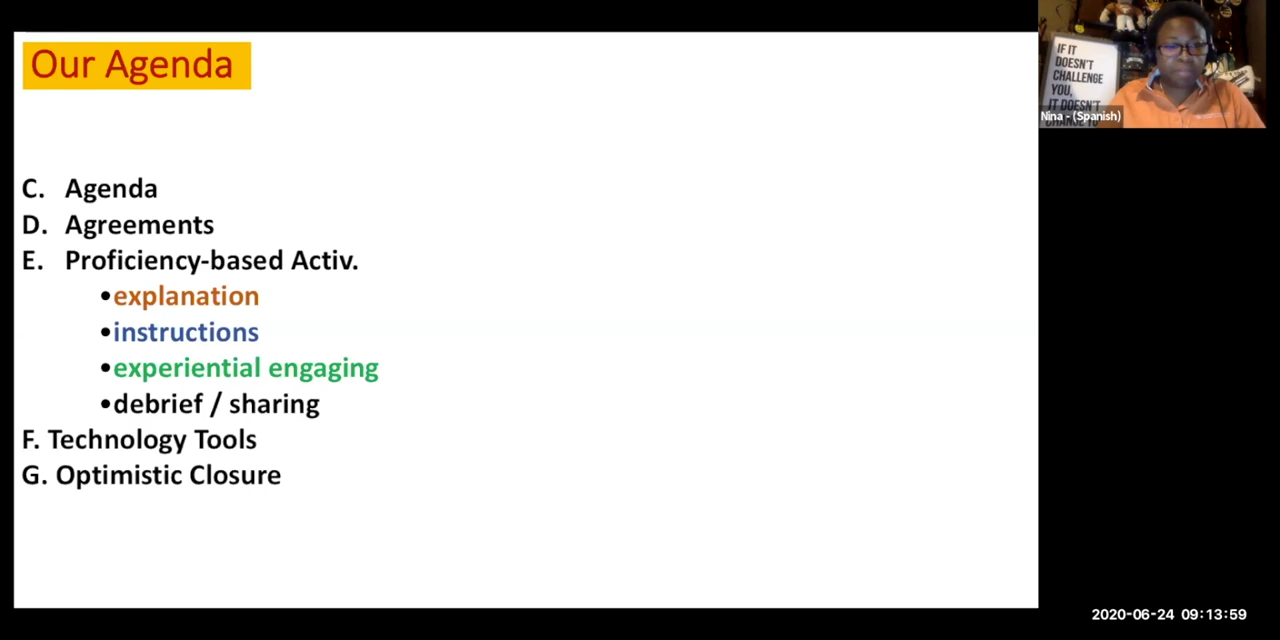 Our Agenda
C. Agenda
D. Agreements
E. Proficiency-based Activ.
•explanation
•instructions
•experiential engaging
•debrief / sharing
F. Technology Tools
G. Optimistic Closure
IF IT
DOESN'T
CHALLENGE
YOU,
IT DOESN'T
Nina - (Spanish)
2020-06-24 09:13:59